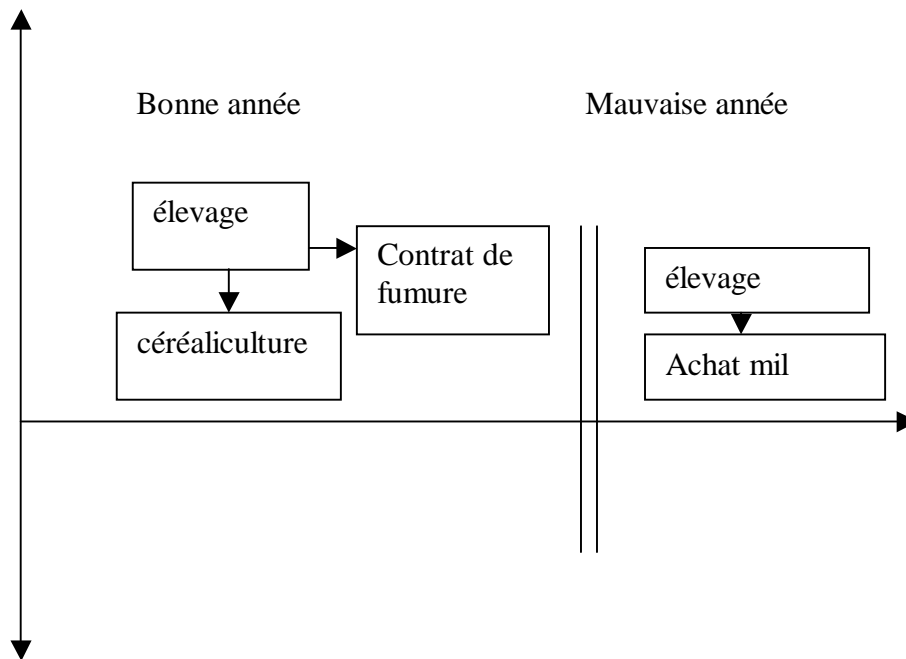 Bonne année
Mauvaise année
élevage
Contrat de
fumure
céréaliculture
élevage
Achat mil